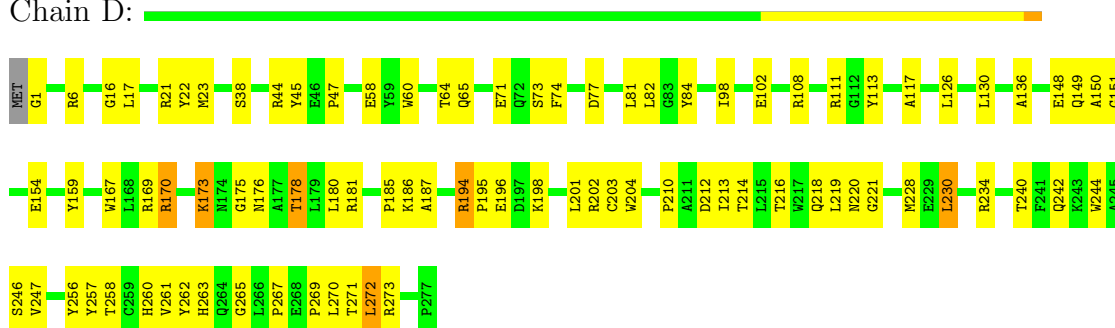 Chain D:
MET G1 R6 G16 L17 R21 Y22 M23 S38 R44 Y45 E46 P47 E58 Y59 W60 T64 Q65 E71 Q72 S73 F74 D77 L81 L82 G83 Y84 I98 E102 R108 R111 G112 Y113 A117 L126 L130 A136 E148 Q149 A150 G151
E154 Y159 W167 L168 R169 R170 K173 N174 G175 N176 A177 T178 L179 L180 R181 P185 K186 A187 R194 P195 E196 D197 K198 L201 R202 C203 W204 P210 A211 D212 I213 T214 L215 T216 W217 Q218 L219 N220 G221 M228 E229 L230 R234 T240 F241 Q242 K243 W244 A245
S246 V247 Y256 Y257 T258 C259 H260 V261 Y262 H263 Q264 G265 L266 P267 E268 P269 L270 T271 L272 R273 P277